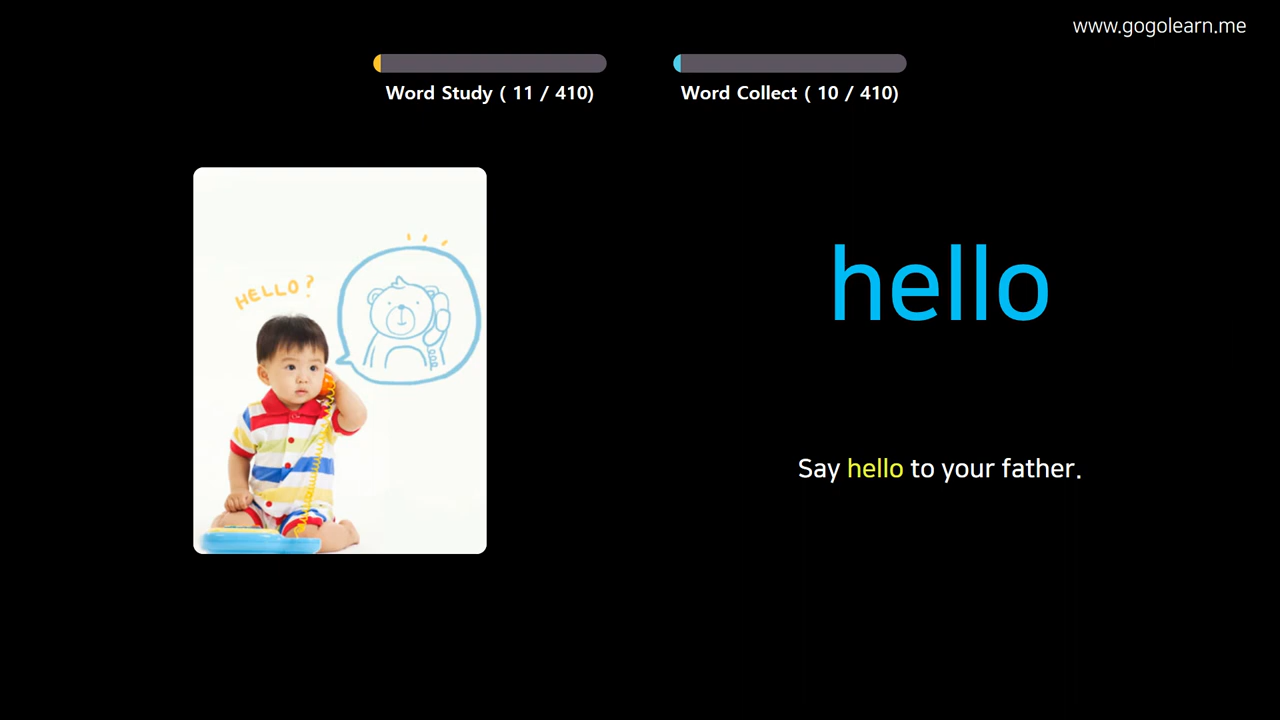 www.gogolearn.me
Word Study ( 11 / 410)
Word Collect ( 10 / 410)
HELLO?
hello
Say hello to your father.